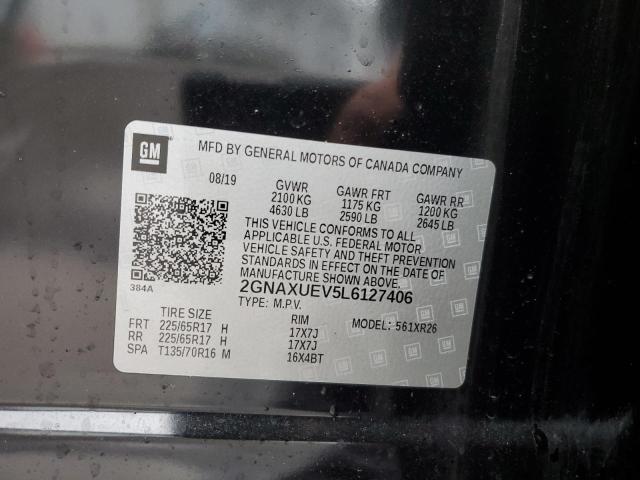 GM
MFD BY GENERAL MOTORS OF CANADA COMPANY
08/19 GVWR GAWR FRT GAWR RR
2100 KG 1175 KG 1200 KG
4630 LB 2590 LB 2645 LB
THIS VEHICLE CONFORMS TO ALL
APPLICABLE U.S. FEDERAL MOTOR
VEHICLE SAFETY AND THEFT PREVENTION
STANDARDS IN EFFECT ON THE DATE OF
MANUFACTURE SHOWN ABOVE.
384A 2GNAXUEV5L6127406
TYPE: M.P.V.
TIRE SIZE RIM MODEL: 561XR26
FRT 225/65R17 H 17X7J
RR 225/65R17 H 17X7J
SPA T135/70R16 M 16X4BT